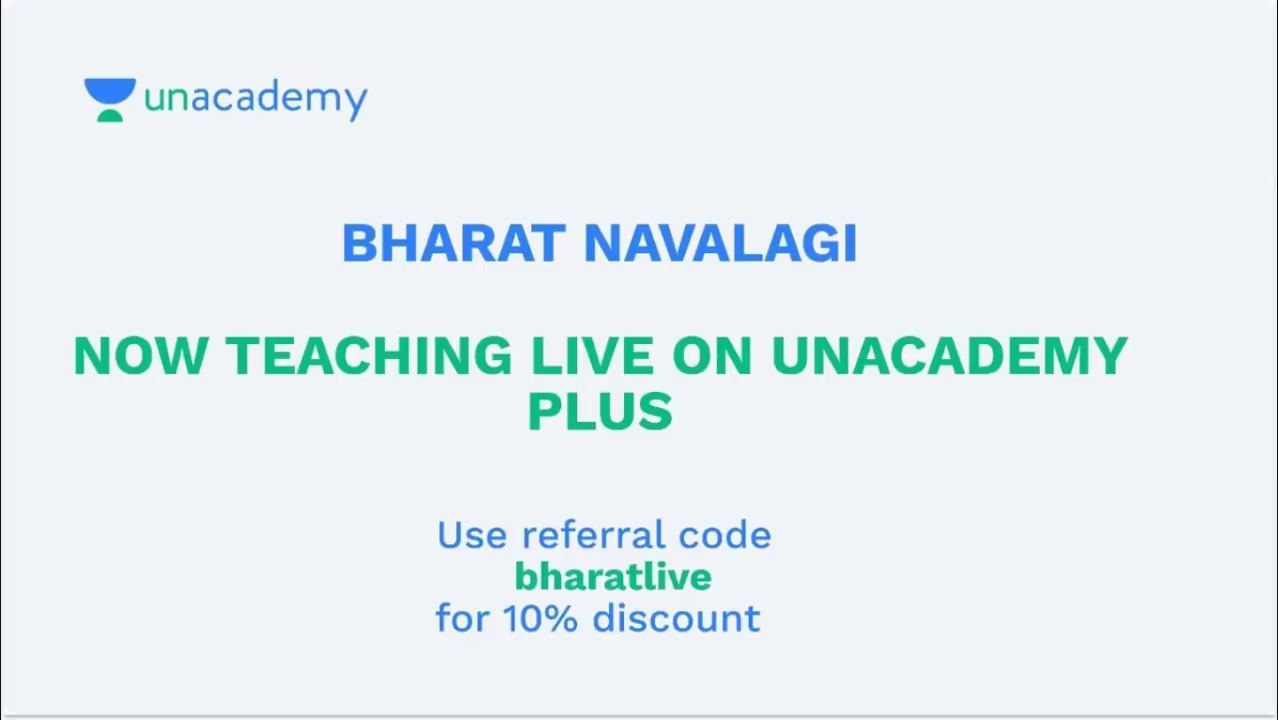 unacademy
BHARAT NAVALAGI
NOW TEACHING LIVE ON UNACADEMY
PLUS
Use referral code
bharatlive
for 10% discount